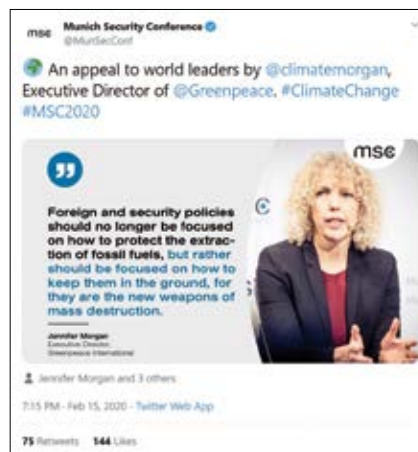 mse
Munich Security Conference
@MunSecConf
An appeal to world leaders by @climatemorgan,
Executive Director of @Greenpeace. #ClimateChange
#MSC2020
mse
Foreign and security policies
should no longer be focused
on how to protect the extrac-
tion of fossil fuels, but rather
should be focused on how to
keep them in the ground, for
they are the new weapons of
mass destruction.
Jennifer Morgan
Executive Director,
Greenpeace International
Jennifer Morgan and 3 others
7:15 PM · Feb 15, 2020 · Twitter Web App
75 Retweets 144 Likes